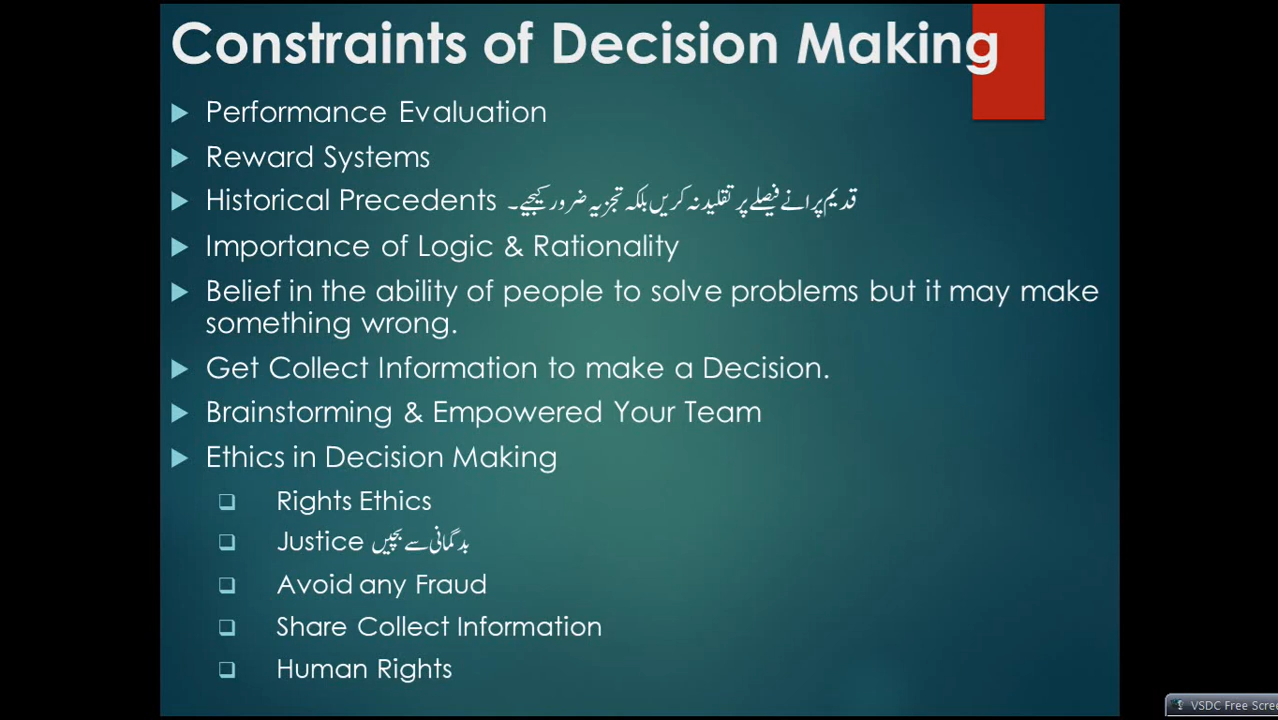 Constraints of Decision Making
Performance Evaluation
Reward Systems
Historical Precedents قدیم پرانے فیصلے پر تقلید نہ کریں بلکہ تجزیہ ضرور کیجیے۔
Importance of Logic & Rationality
Belief in the ability of people to solve problems but it may make
something wrong.
Get Collect Information to make a Decision.
Brainstorming & Empowered Your Team
Ethics in Decision Making
Rights Ethics
Justice بدگمانی سے بچیں
Avoid any Fraud
Share Collect Information
Human Rights
VSDC Free Scre